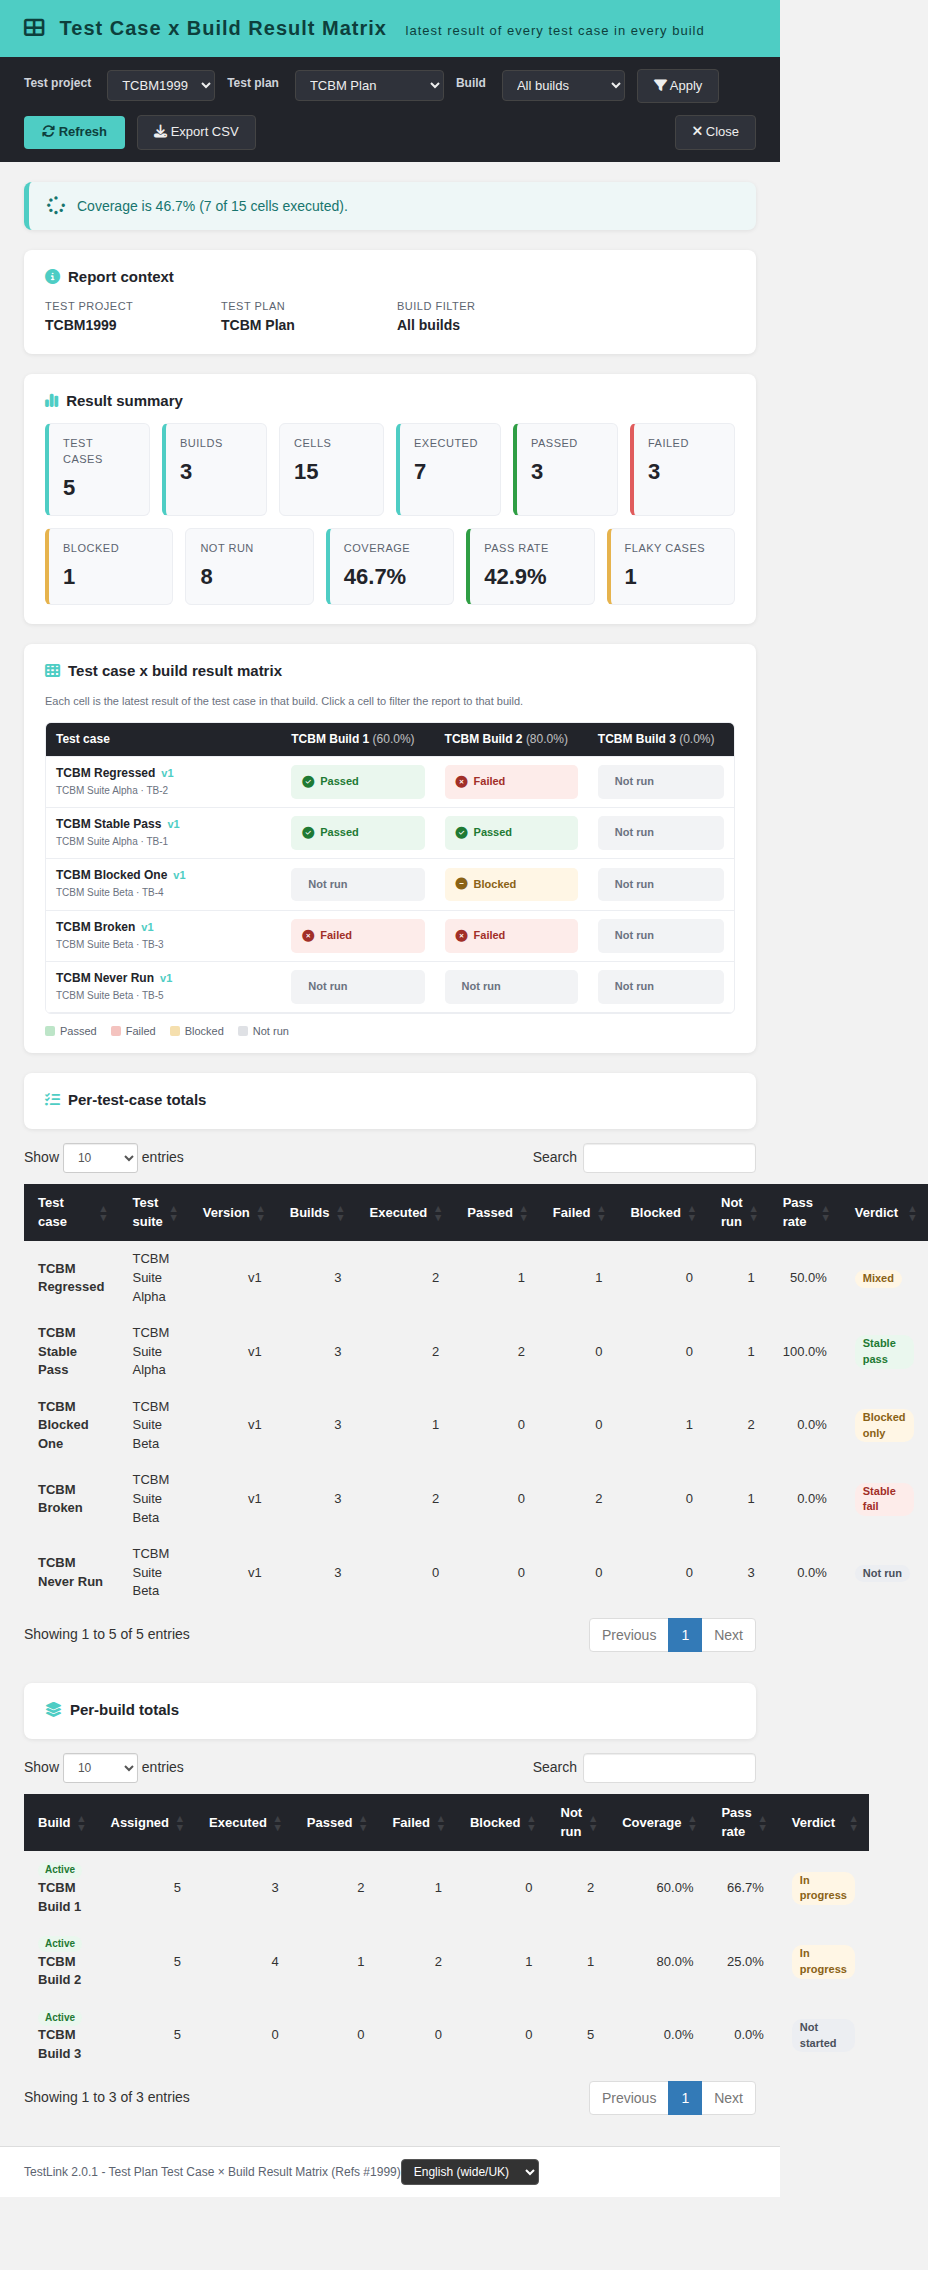 Test Case x Build Result Matrix latest result of every test case in every build
Test project TCBM1999 Test plan TCBM Plan Build All builds Apply
Refresh Export CSV Close
Coverage is 46.7% (7 of 15 cells executed).
Report context
TEST PROJECT TEST PLAN BUILD FILTER
TCBM1999 TCBM Plan All builds
Result summary
TEST CASES BUILDS CELLS EXECUTED PASSED FAILED
5 3 15 7 3 3
BLOCKED NOT RUN COVERAGE PASS RATE FLAKY CASES
1 8 46.7% 42.9% 1
Test case x build result matrix
Each cell is the latest result of the test case in that build. Click a cell to filter the report to that build.
Test case TCBM Build 1 (60.0%) TCBM Build 2 (80.0%) TCBM Build 3 (0.0%)
TCBM Regressed v1 Passed Failed Not run
TCBM Suite Alpha · TB-2
TCBM Stable Pass v1 Passed Passed Not run
TCBM Suite Alpha · TB-1
TCBM Blocked One v1 Not run Blocked Not run
TCBM Suite Beta · TB-4
TCBM Broken v1 Failed Failed Not run
TCBM Suite Beta · TB-3
TCBM Never Run v1 Not run Not run Not run
TCBM Suite Beta · TB-5
Passed Failed Blocked Not run
Per-test-case totals
Show 10 entries Search
Test case Test suite Version Builds Executed Passed Failed Blocked Not run Pass rate Verdict
TCBM Regressed TCBM Suite Alpha v1 3 2 1 1 0 1 50.0% Mixed
TCBM Stable Pass TCBM Suite Alpha v1 3 2 2 0 0 1 100.0% Stable pass
TCBM Blocked One TCBM Suite Beta v1 3 1 0 0 1 2 0.0% Blocked only
TCBM Broken TCBM Suite Beta v1 3 2 0 2 0 1 0.0% Stable fail
TCBM Never Run TCBM Suite Beta v1 3 0 0 0 0 3 0.0% Not run
Showing 1 to 5 of 5 entries Previous 1 Next
Per-build totals
Show 10 entries Search
Build Assigned Executed Passed Failed Blocked Not run Coverage Pass rate Verdict
Active TCBM Build 1 5 3 2 1 0 2 60.0% 66.7% In progress
Active TCBM Build 2 5 4 1 2 1 1 80.0% 25.0% In progress
Active TCBM Build 3 5 0 0 0 0 5 0.0% 0.0% Not started
Showing 1 to 3 of 3 entries Previous 1 Next
TestLink 2.0.1 - Test Plan Test Case × Build Result Matrix (Refs #1999) English (wide/UK)